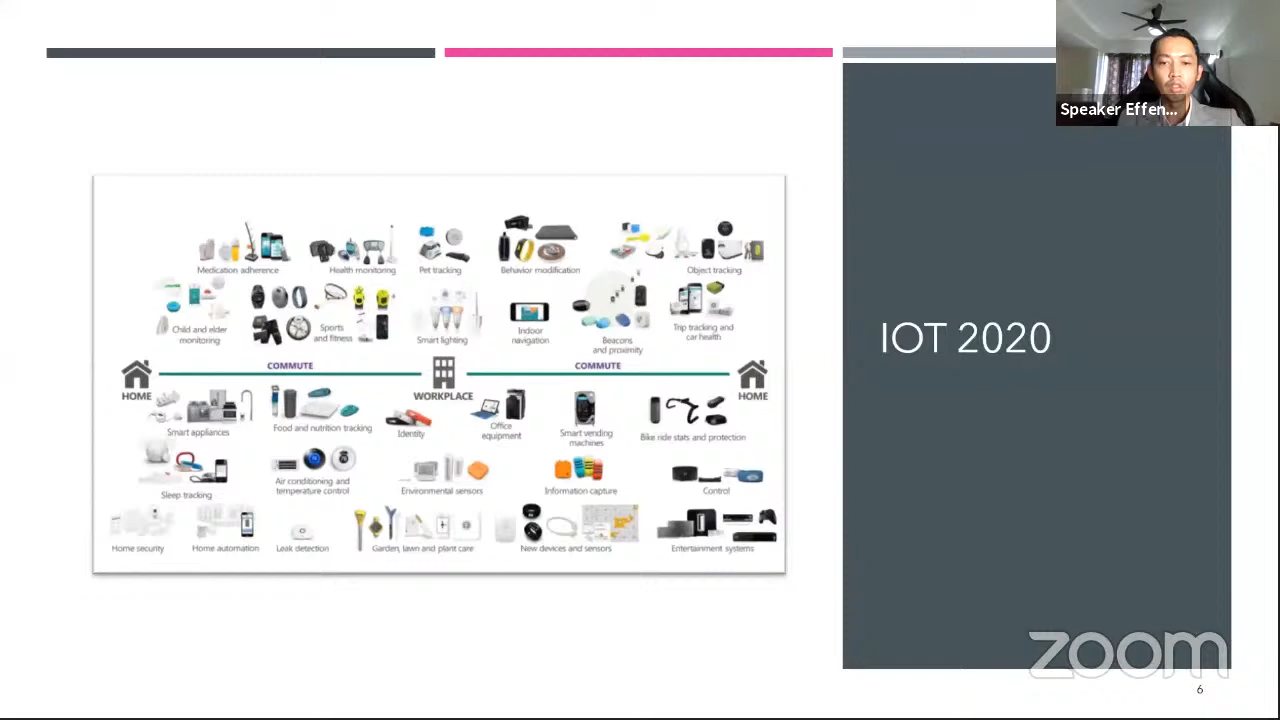 Speaker Effen...
IOT 2020
Medication adherence
Health monitoring
Pet tracking
Behavior modification
Object tracking
Child and elder
monitoring
Sports
and fitness
Smart lighting
Indoor
navigation
Beacons
and proximity
Trip tracking and
car health
COMMUTE
COMMUTE
HOME
WORKPLACE
HOME
Smart appliances
Food and nutrition tracking
Identity
Office
equipment
Smart vending
machines
Bike ride stats and protection
Sleep tracking
Air conditioning and
temperature control
Environmental sensors
Information capture
Control
Home security
Home automation
Leak detection
Garden, lawn and plant care
New devices and sensors
Entertainment systems
zoom
6